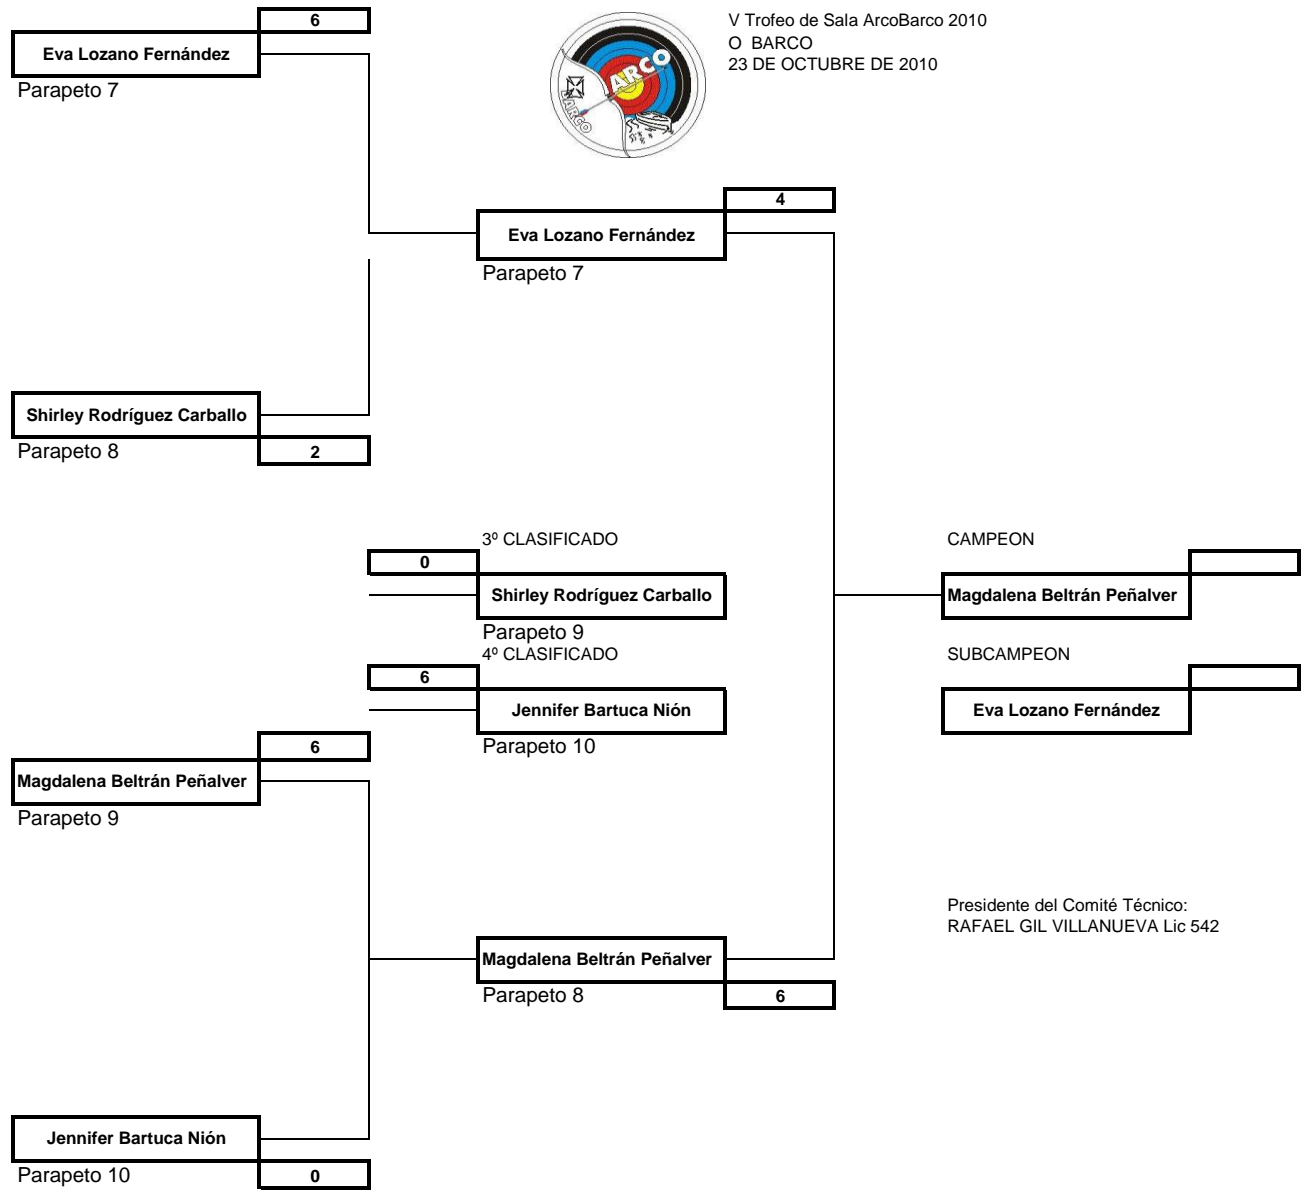 6
Eva Lozano Fernández
Parapeto 7
ARCO
BARCO
V Trofeo de Sala ArcoBarco 2010
O BARCO
23 DE OCTUBRE DE 2010
4
Eva Lozano Fernández
Parapeto 7
Shirley Rodríguez Carballo
Parapeto 8
2
3º CLASIFICADO
0
Shirley Rodríguez Carballo
Parapeto 9
4º CLASIFICADO
6
Jennifer Bartuca Nión
Parapeto 10
CAMPEON
Magdalena Beltrán Peñalver
SUBCAMPEON
Eva Lozano Fernández
6
Magdalena Beltrán Peñalver
Parapeto 9
Presidente del Comité Técnico:
RAFAEL GIL VILLANUEVA Lic 542
Magdalena Beltrán Peñalver
Parapeto 8
6
Jennifer Bartuca Nión
Parapeto 10
0